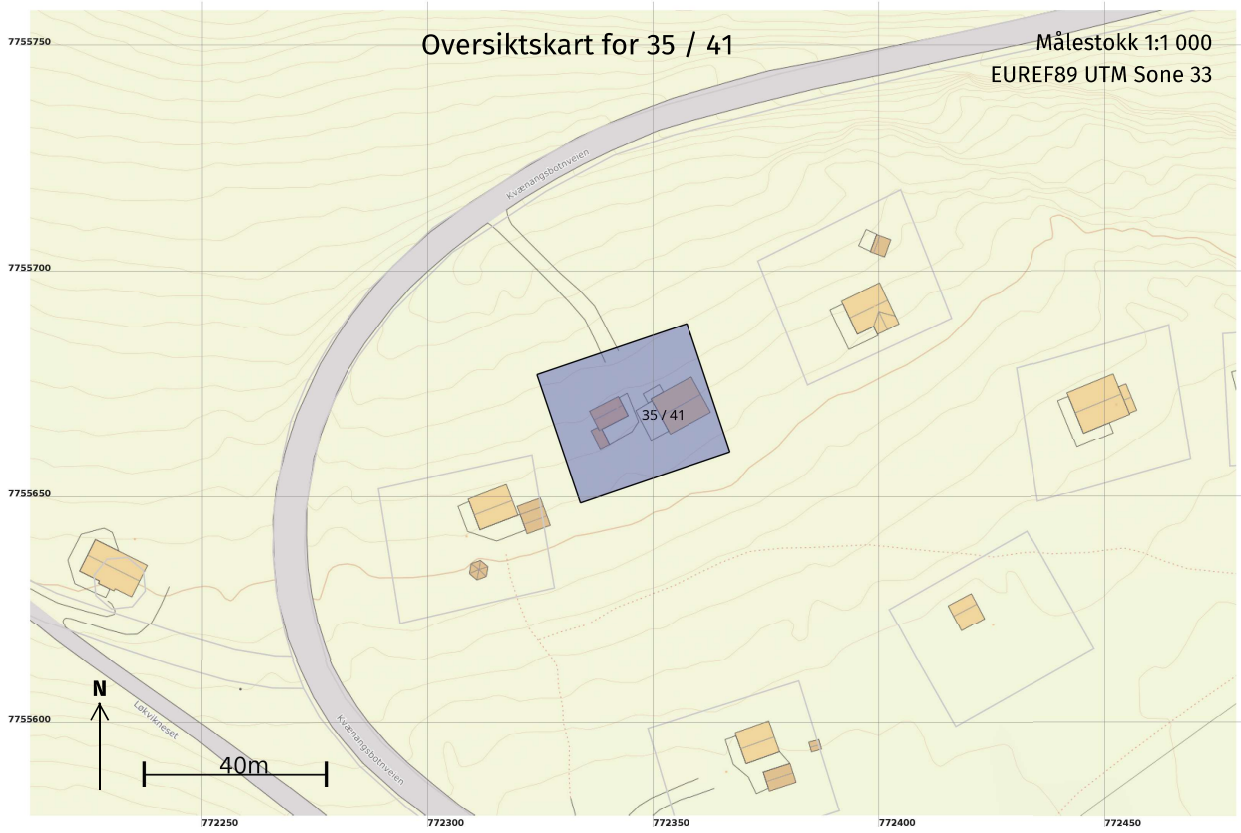 Oversiktskart for 35 / 41
Målestokk 1:1 000
EUREF89 UTM Sone 33
7755750
7755700
7755650
7755600
Kvænangsbotnveien
35 / 41
N
40m
Løkvikneset
Kvænangsbotnveien
772250
772300
772350
772400
772450